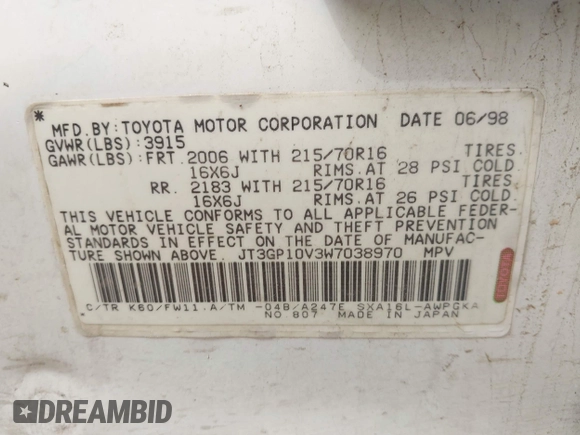 *
MFD.BY:TOYOTA MOTOR CORPORATION DATE 06/98
GVWR(LBS):3915
GAWR(LBS):FRT. 2006 WITH 215/70R16 TIRES.
16X6J RIMS.AT 28 PSI COLD
RR. 2183 WITH 215/70R16 TIRES.
16X6J RIMS.AT 26 PSI COLD
THIS VEHICLE CONFORMS TO ALL APPLICABLE FEDER-
AL MOTOR VEHICLE SAFETY AND THEFT PREVENTION
STANDARDS IN EFFECT ON THE DATE OF MANUFAC-
TURE SHOWN ABOVE. JT3GP10V3W7038970 MPV
TOYOTA
C/TR K60/FW11.A/TM -04B/A247E SXA16L-AWPGKA
NO 807 MADE IN JAPAN
DREAMBID